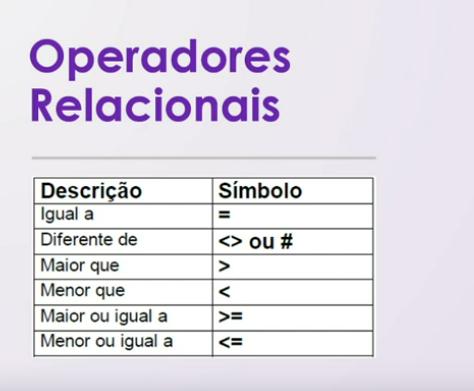 Operadores
Relacionais
Descrição Símbolo
Igual a =
Diferente de <> ou #
Maior que >
Menor que <
Maior ou igual a >=
Menor ou igual a <=